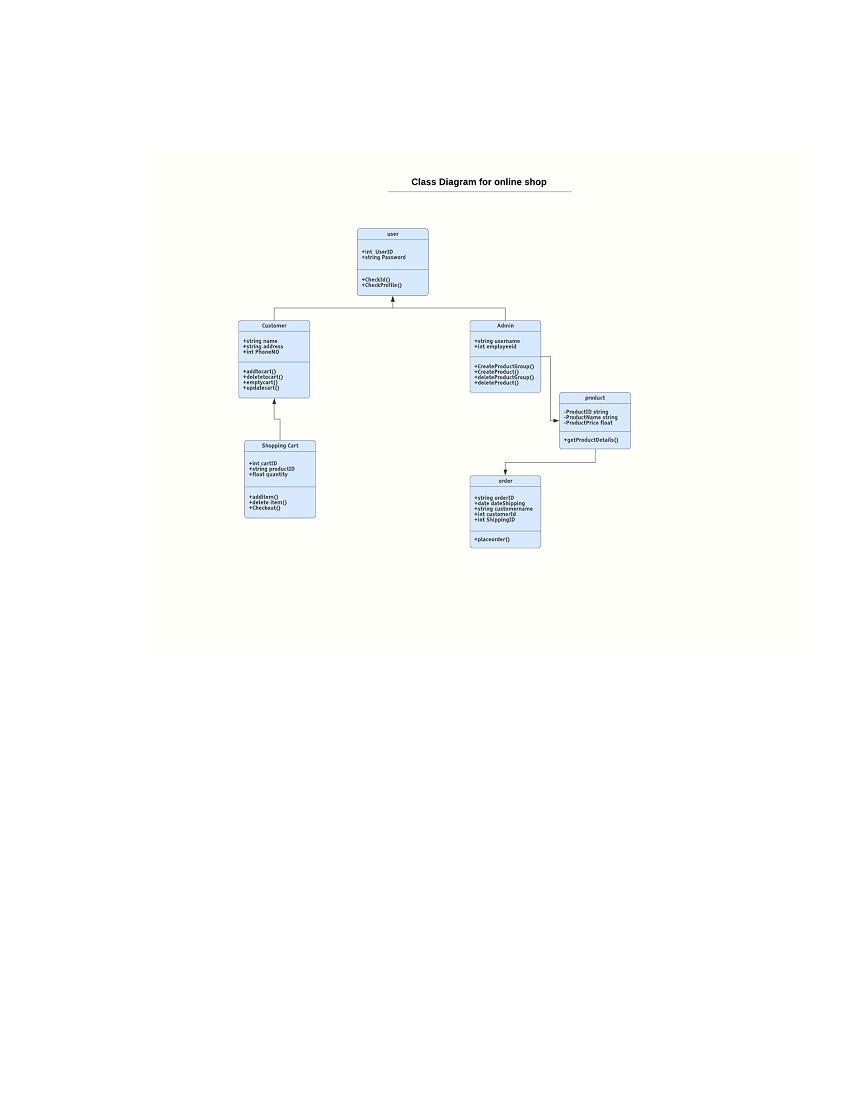 Class Diagram for online shop
user
+int  UserID
+string Password
+CheckId()
+CheckProfile()
Customer
+string name
+string address
+int PhoneNO
+addtocart()
+deletetocart()
+emptycart()
+updatecart()
Admin
+string username
+int employeeid
+CreateProductGroup()
+CreateProduct()
+deleteProductGroup()
+deleteProduct()
product
-ProductID string
-ProductName string
-ProductPrice float
+getProductDetails()
Shopping Cart
+int cartID
+string productID
+float quantity
+additem()
+delete item()
+Checkout()
order
+string orderID
+date dateShipping
+string customername
+int customerId
+int ShippingID
+placeorder()